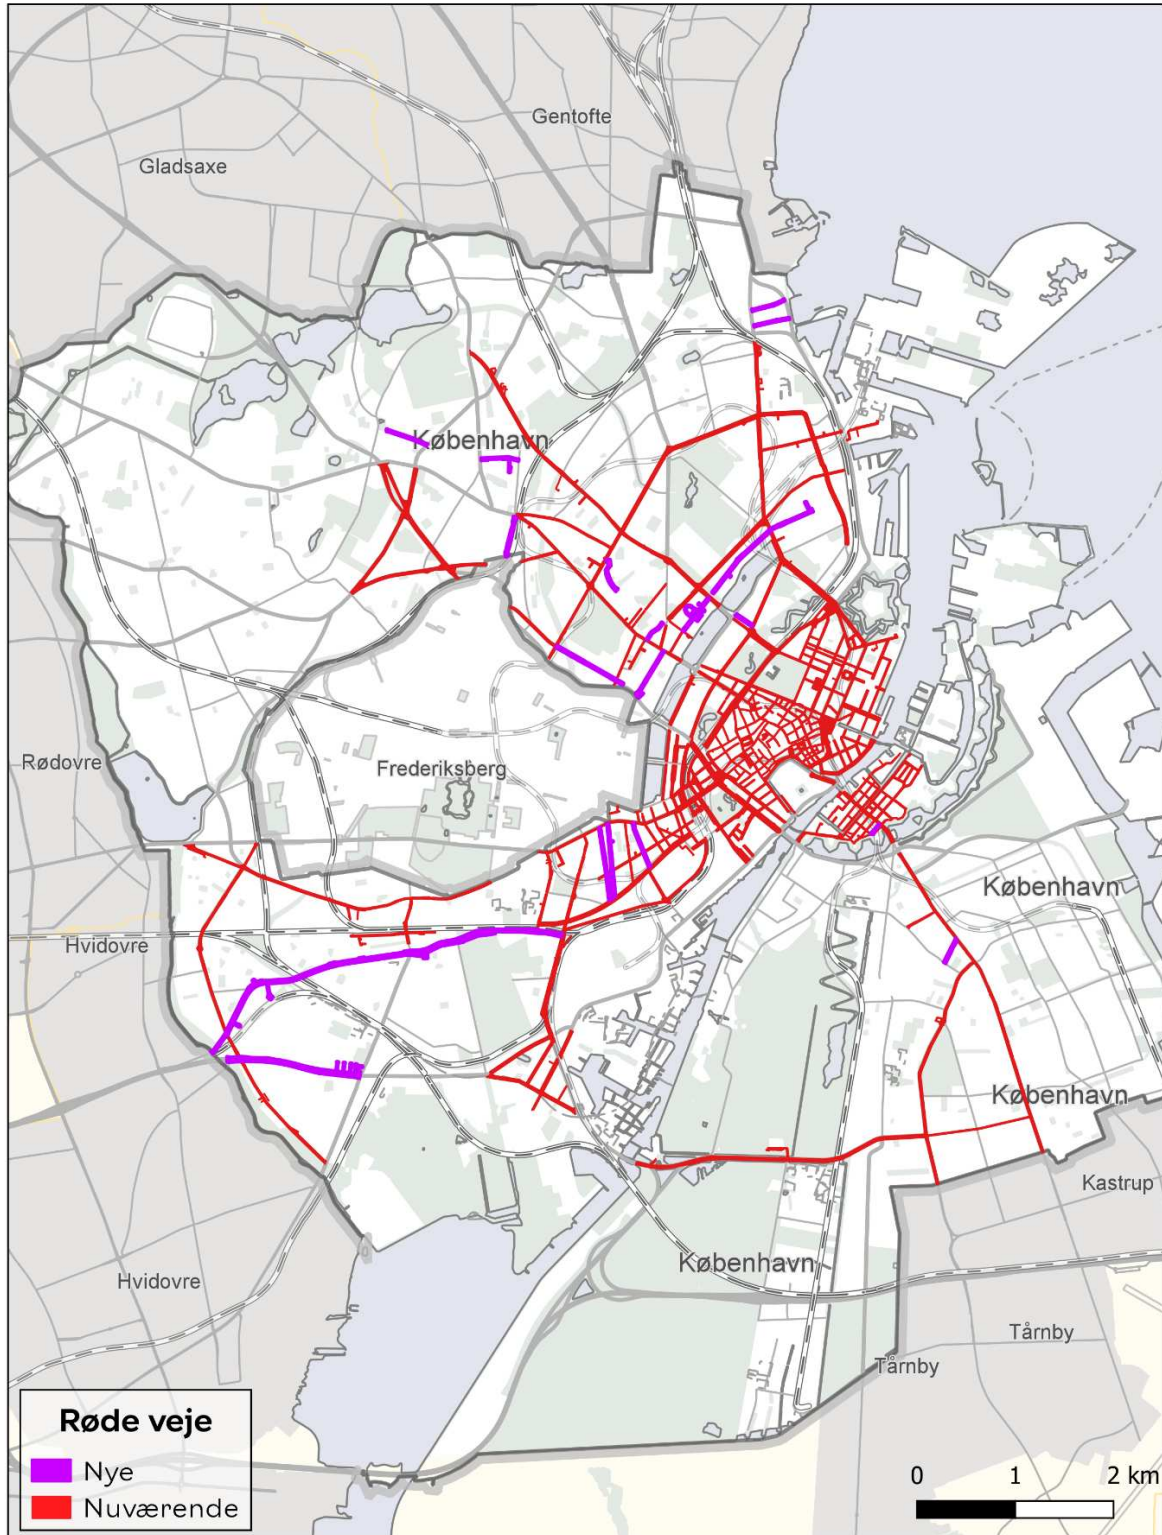 Gentofte
Gladsaxe
København
Rødovre
Frederiksberg
København
Hvidovre
København
Kastrup
København
Hvidovre
Tårnby
Tårnby
Røde veje
Nye
Nuværende
0 1 2 km